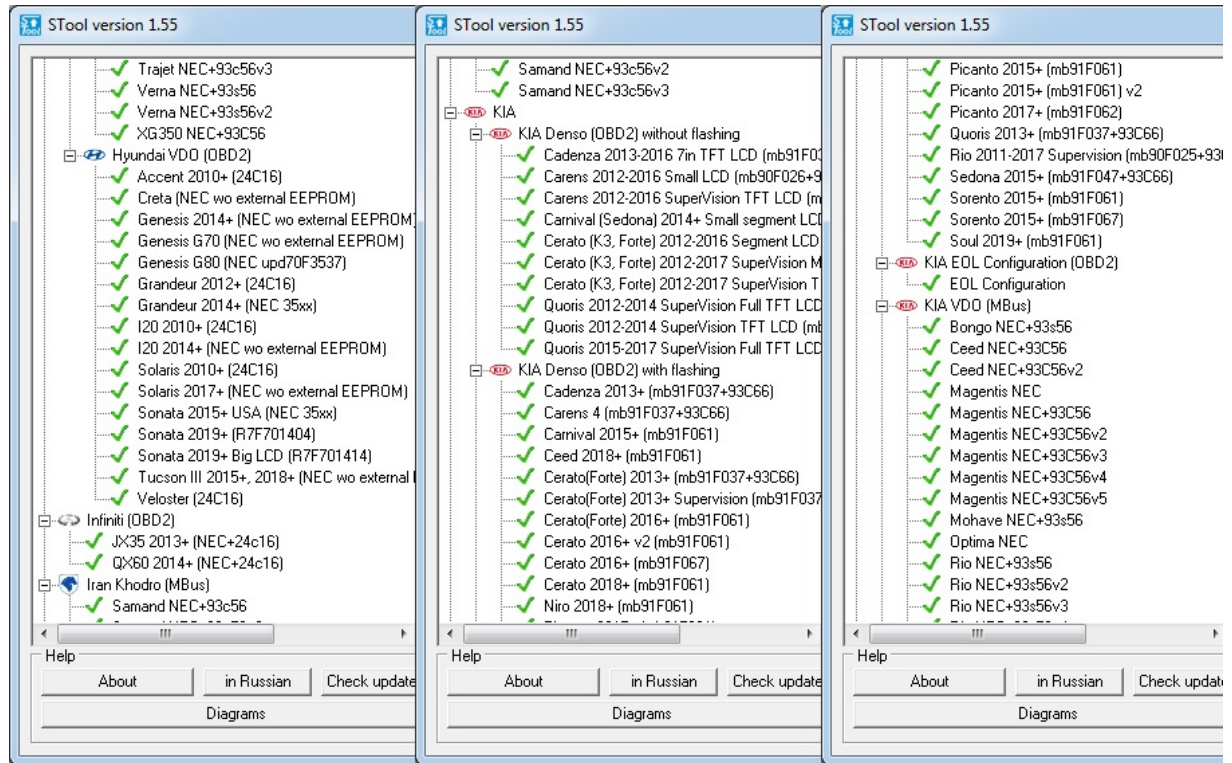 STool version 1.55
Trajet NEC+93c56v3
Verna NEC+93s56
Verna NEC+93s56v2
XG350 NEC+93C56
Hyundai VDO (OBD2)
Accent 2010+ (24C16)
Creta (NEC wo external EEPROM)
Genesis 2014+ (NEC wo external EEPROM)
Genesis G70 (NEC wo external EEPROM)
Genesis G80 (NEC upd70F3537)
Grandeur 2012+ (24C16)
Grandeur 2014+ (NEC 35xx)
I20 2010+ (24C16)
I20 2014+ (NEC wo external EEPROM)
Solaris 2010+ (24C16)
Solaris 2017+ (NEC wo external EEPROM)
Sonata 2015+ USA (NEC 35xx)
Sonata 2019+ (R7F701404)
Sonata 2019+ Big LCD (R7F701414)
Tucson III 2015+, 2018+ (NEC wo external
Veloster (24C16)
Infiniti (OBD2)
JX35 2013+ (NEC+24c16)
QX60 2014+ (NEC+24c16)
Iran Khodro (MBus)
Samand NEC+93c56
Help
About
in Russian
Check update
Diagrams
STool version 1.55
Samand NEC+93c56v2
Samand NEC+93c56v3
KIA
KIA Denso (OBD2) without flashing
Cadenza 2013-2016 7in TFT LCD (mb91F03
Carens 2012-2016 Small LCD (mb90F026+9
Carens 2012-2016 SuperVision TFT LCD (m
Carnival (Sedona) 2014+ Small segment LCD
Cerato (K3, Forte) 2012-2016 Segment LCD
Cerato (K3, Forte) 2012-2017 SuperVision M
Cerato (K3, Forte) 2012-2017 SuperVision T
Quoris 2012-2014 SuperVision Full TFT LCD
Quoris 2012-2014 SuperVision TFT LCD (mb
Quoris 2015-2017 SuperVision Full TFT LCD
KIA Denso (OBD2) with flashing
Cadenza 2013+ (mb91F037+93C66)
Carens 4 (mb91F037+93C66)
Carnival 2015+ (mb91F061)
Ceed 2018+ (mb91F061)
Cerato(Forte) 2013+ (mb91F037+93C66)
Cerato(Forte) 2013+ Supervision (mb91F037
Cerato(Forte) 2016+ (mb91F061)
Cerato 2016+ v2 (mb91F061)
Cerato 2016+ (mb91F067)
Cerato 2018+ (mb91F061)
Niro 2018+ (mb91F061)
Help
About
in Russian
Check update
Diagrams
STool version 1.55
Picanto 2015+ (mb91F061)
Picanto 2015+ (mb91F061) v2
Picanto 2017+ (mb91F062)
Quoris 2013+ (mb91F037+93C66)
Rio 2011-2017 Supervision (mb90F025+93
Sedona 2015+ (mb91F047+93C66)
Sorento 2015+ (mb91F061)
Sorento 2015+ (mb91F067)
Soul 2019+ (mb91F061)
KIA EOL Configuration (OBD2)
EOL Configuration
KIA VDO (MBus)
Bongo NEC+93s56
Ceed NEC+93C56
Ceed NEC+93C56v2
Magentis NEC
Magentis NEC+93C56
Magentis NEC+93C56v2
Magentis NEC+93C56v3
Magentis NEC+93C56v4
Magentis NEC+93C56v5
Mohave NEC+93s56
Optima NEC
Rio NEC+93s56
Rio NEC+93s56v2
Rio NEC+93s56v3
Help
About
in Russian
Check updat
Diagrams